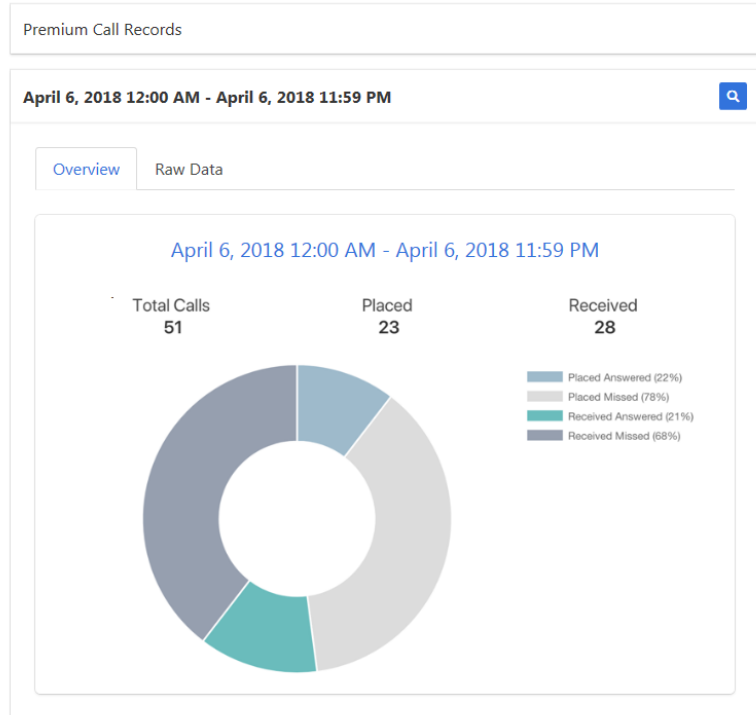 Premium Call Records
April 6, 2018 12:00 AM - April 6, 2018 11:59 PM
Overview Raw Data
April 6, 2018 12:00 AM - April 6, 2018 11:59 PM
Total Calls Placed Received
51 23 28
Placed Answered (22%)
Placed Missed (78%)
Received Answered (21%)
Received Missed (68%)